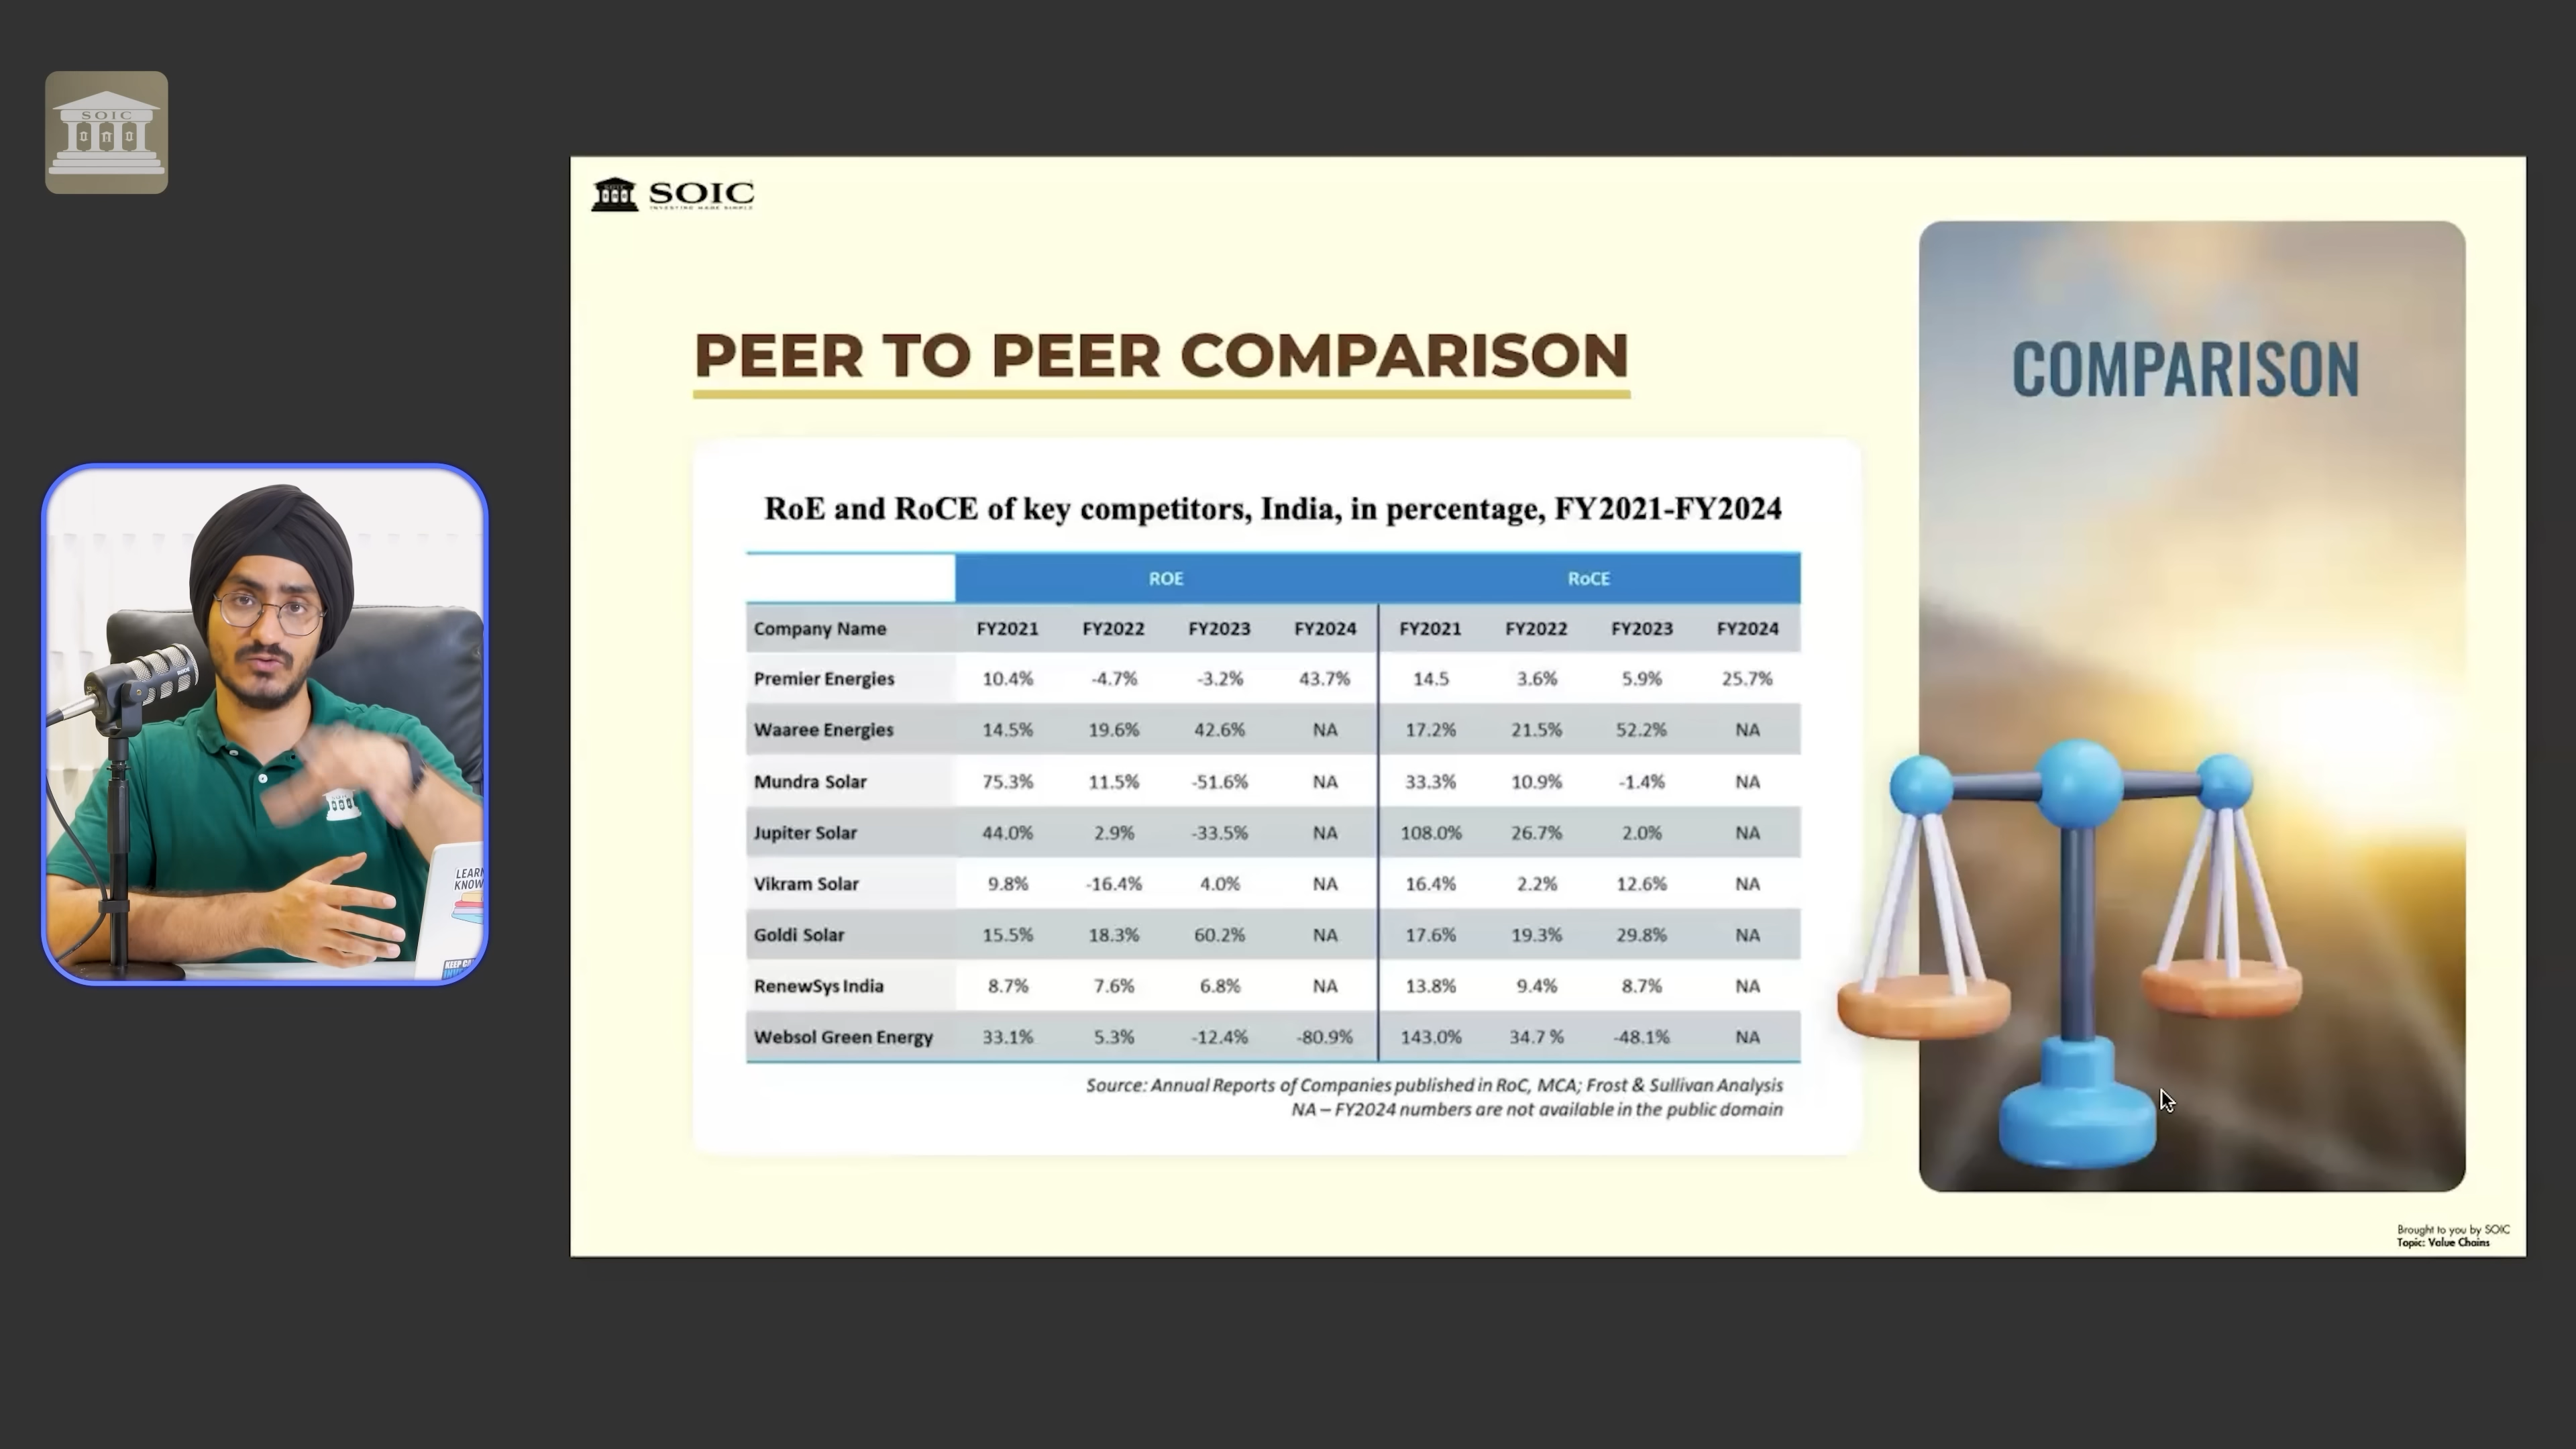 SOIC
SOIC
INVESTING MADE SIMPLE
PEER TO PEER COMPARISON
COMPARISON
RoE and RoCE of key competitors, India, in percentage, FY2021-FY2024
ROE RoCE
Company Name FY2021 FY2022 FY2023 FY2024 FY2021 FY2022 FY2023 FY2024
Premier Energies 10.4% -4.7% -3.2% 43.7% 14.5 3.6% 5.9% 25.7%
Waaree Energies 14.5% 19.6% 42.6% NA 17.2% 21.5% 52.2% NA
Mundra Solar 75.3% 11.5% -51.6% NA 33.3% 10.9% -1.4% NA
Jupiter Solar 44.0% 2.9% -33.5% NA 108.0% 26.7% 2.0% NA
Vikram Solar 9.8% -16.4% 4.0% NA 16.4% 2.2% 12.6% NA
Goldi Solar 15.5% 18.3% 60.2% NA 17.6% 19.3% 29.8% NA
RenewSys India 8.7% 7.6% 6.8% NA 13.8% 9.4% 8.7% NA
Websol Green Energy 33.1% 5.3% -12.4% -80.9% 143.0% 34.7 % -48.1% NA
Source: Annual Reports of Companies published in RoC, MCA; Frost & Sullivan Analysis
NA – FY2024 numbers are not available in the public domain
LEARN
KNOW
KEEP CA
Brought to you by SOIC
Topic: Value Chains